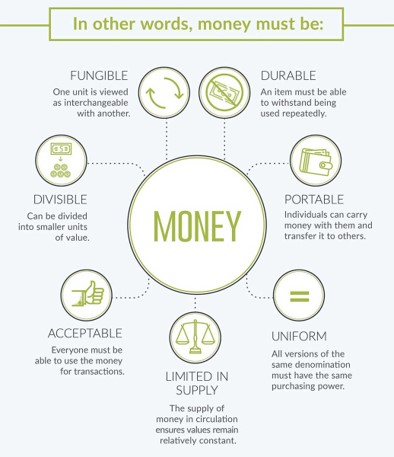 In other words, money must be:
FUNGIBLE
One unit is viewed
as interchangeable
with another.
DURABLE
An item must be able
to withstand being
used repeatedly.
DIVISIBLE
Can be divided
into smaller units
of value.
PORTABLE
Individuals can carry
money with them and
transfer it to others.
MONEY
ACCEPTABLE
Everyone must be
able to use the money
for transactions.
UNIFORM
All versions of the
same denomination
must have the same
purchasing power.
LIMITED IN
SUPPLY
The supply of
money in circulation
ensures values remain
relatively constant.